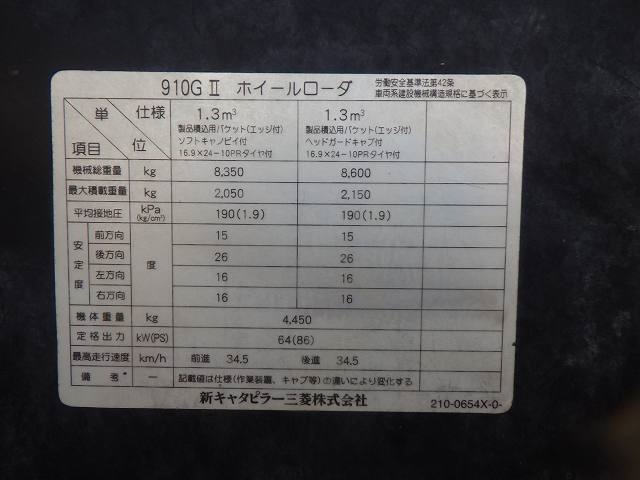 910G Ⅱ ホイールローダ 労働安全基準法第42条
車両系建設機械構造規格に基づく表示
単位 仕様 項目
1.3m³ 1.3m³
製品積込用バケット(エッジ付) 製品積込用バケット(エッジ付)
ソフトキャノピイ付 ヘッドガードキャブ付
16.9×24-10PRタイヤ付 16.9×24-10PRタイヤ付
機械総重量 kg 8,350 8,600
最大積載重量 kg 2,050 2,150
平均接地圧 kPa (kg/cm²) 190(1.9) 190(1.9)
安定度 度
前方向 15 15
後方向 26 26
左方向 16 16
右方向 16 16
機体重量 kg 4,450
定格出力 kW(PS) 64(86)
最高走行速度 km/h 前進 34.5 後進 34.5
備考* — 記載値は仕様(作業装置、キャブ等)の違いにより変化する
新キャタピラー三菱株式会社 210-0654X-0-